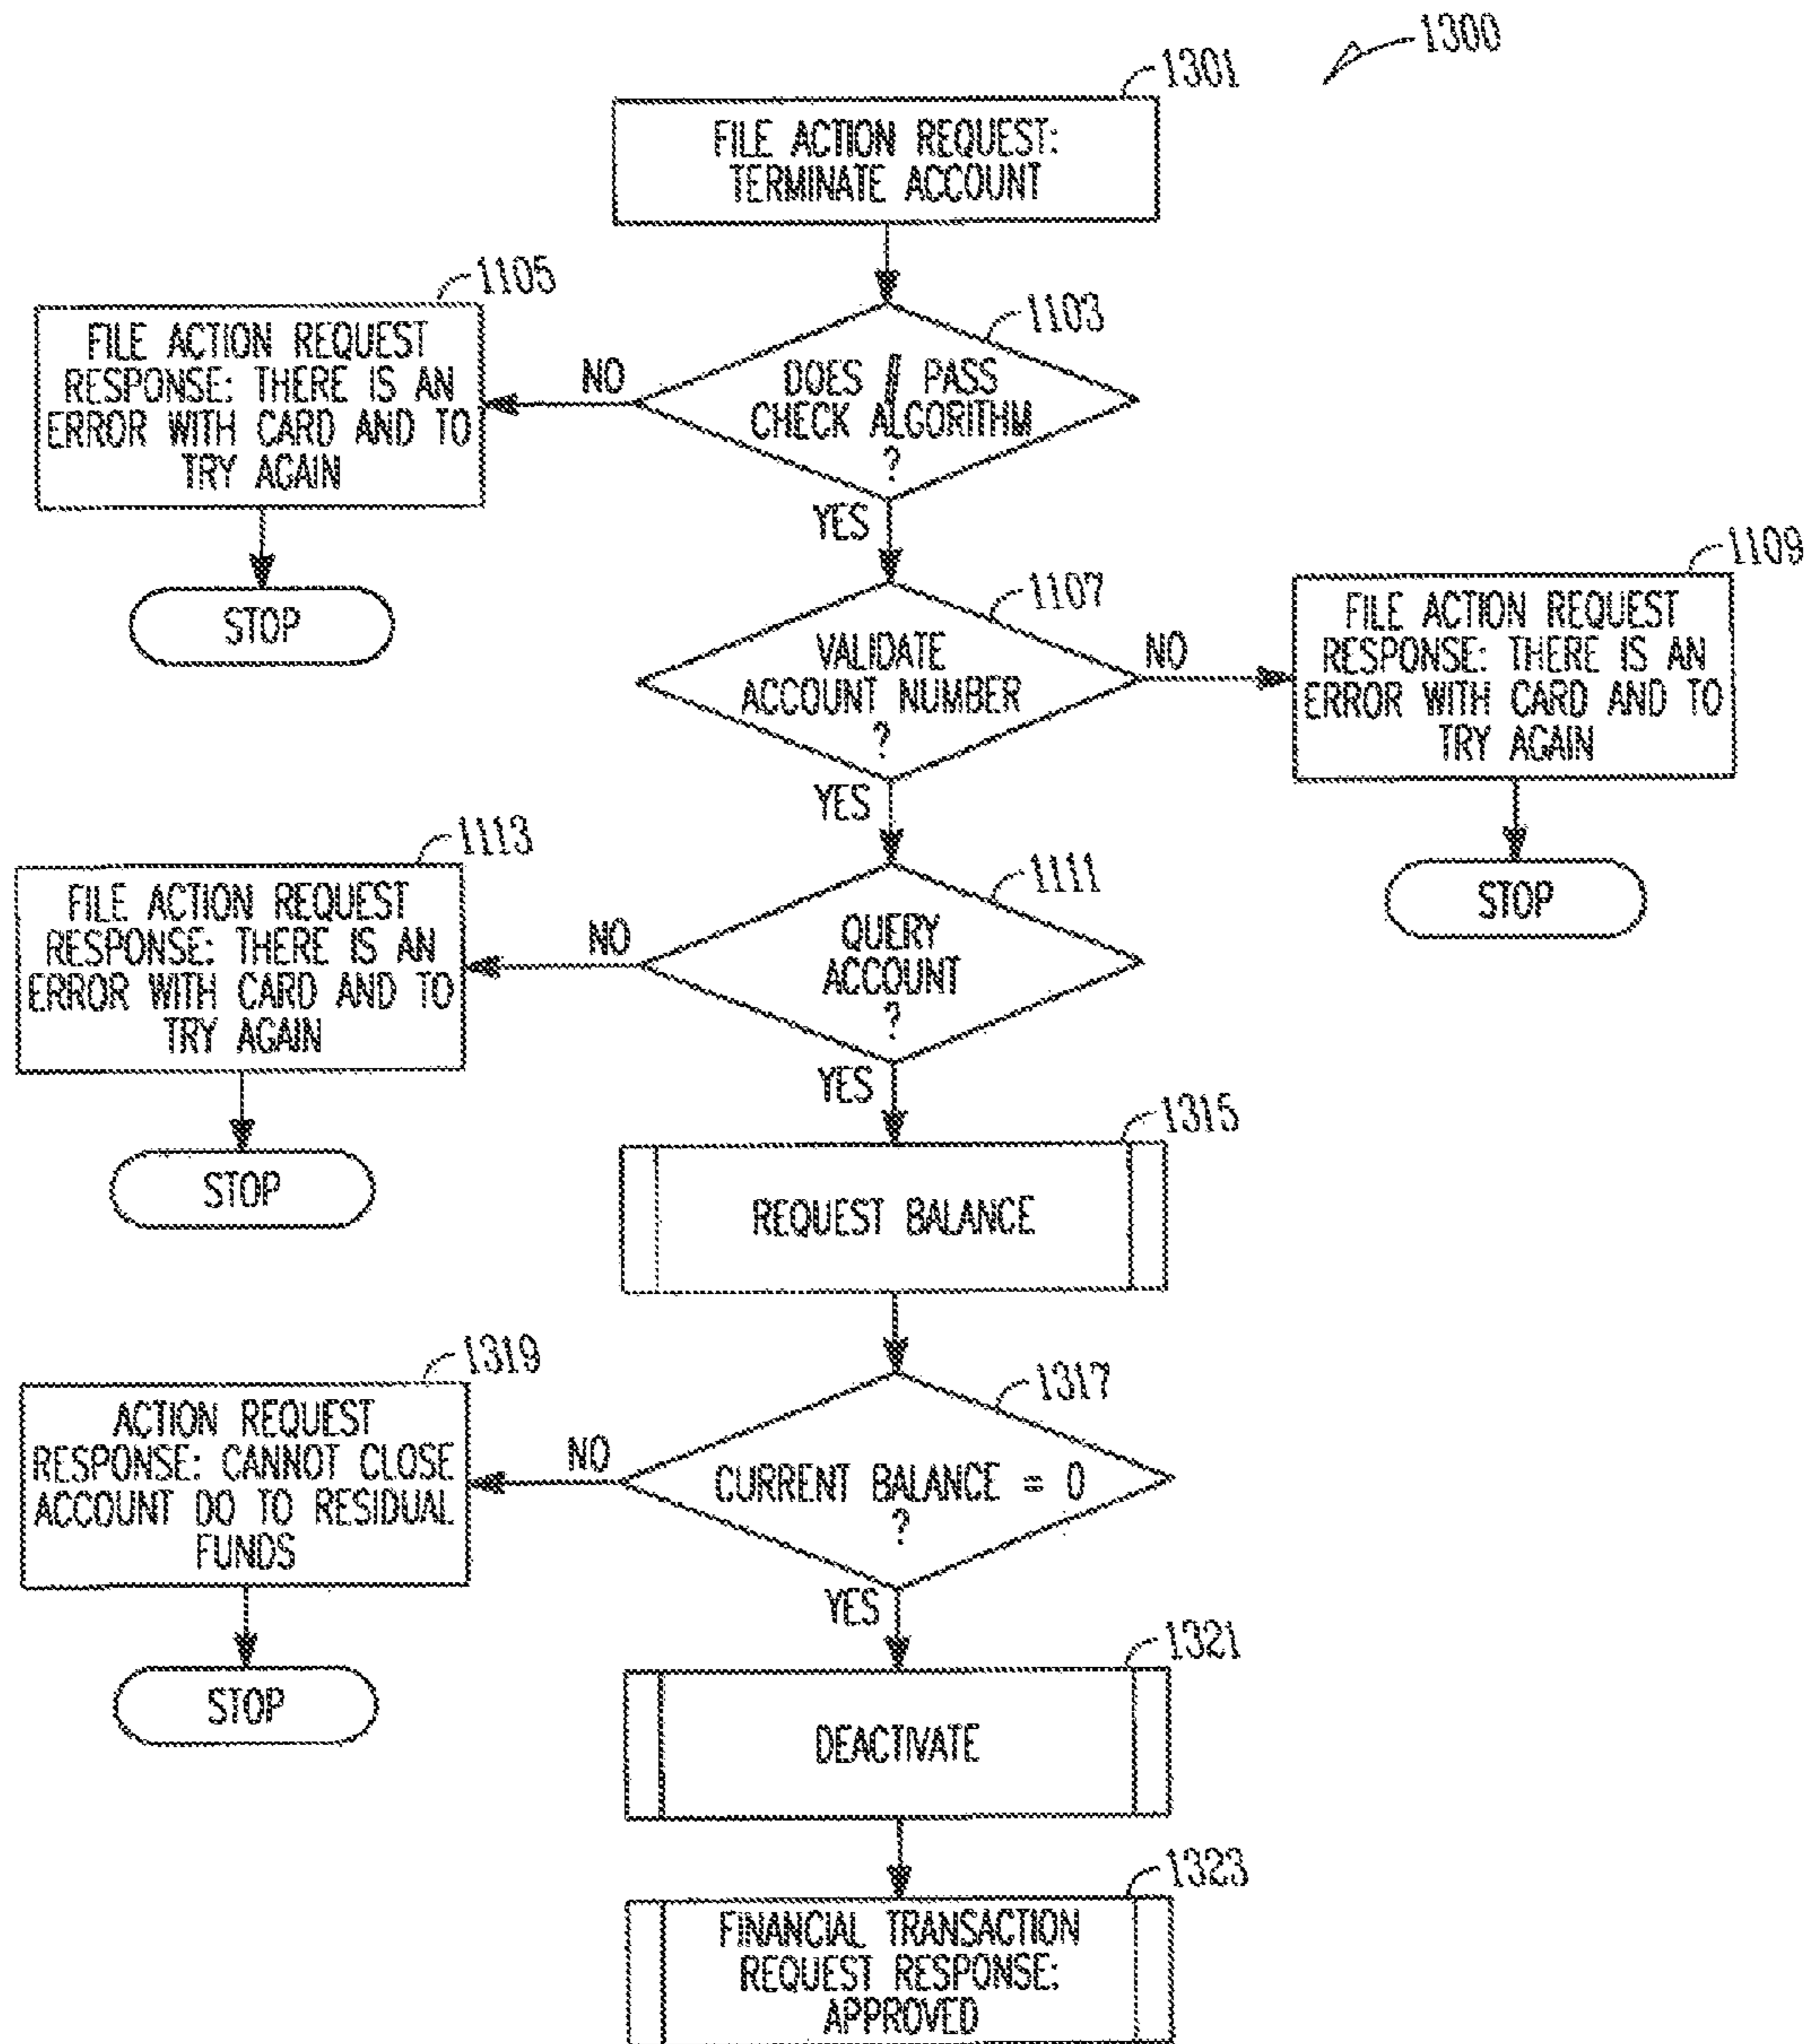 1300
1301
FILE ACTION REQUEST:
TERMINATE ACCOUNT
1105
FILE ACTION REQUEST
RESPONSE: THERE IS AN
ERROR WITH CARD AND TO
TRY AGAIN
STOP
NO
1103
DOES # PASS
CHECK ALGORITHM
?
YES
1107
VALIDATE
ACCOUNT NUMBER
?
NO
1109
FILE ACTION REQUEST
RESPONSE: THERE IS AN
ERROR WITH CARD AND TO
TRY AGAIN
STOP
YES
1113
FILE ACTION REQUEST
RESPONSE: THERE IS AN
ERROR WITH CARD AND TO
TRY AGAIN
STOP
NO
1111
QUERY
ACCOUNT
?
YES
1315
REQUEST BALANCE
1319
ACTION REQUEST
RESPONSE: CANNOT CLOSE
ACCOUNT DO TO RESIDUAL
FUNDS
STOP
NO
1317
CURRENT BALANCE = 0
?
YES
1321
DEACTIVATE
1323
FINANCIAL TRANSACTION
REQUEST RESPONSE:
APPROVED